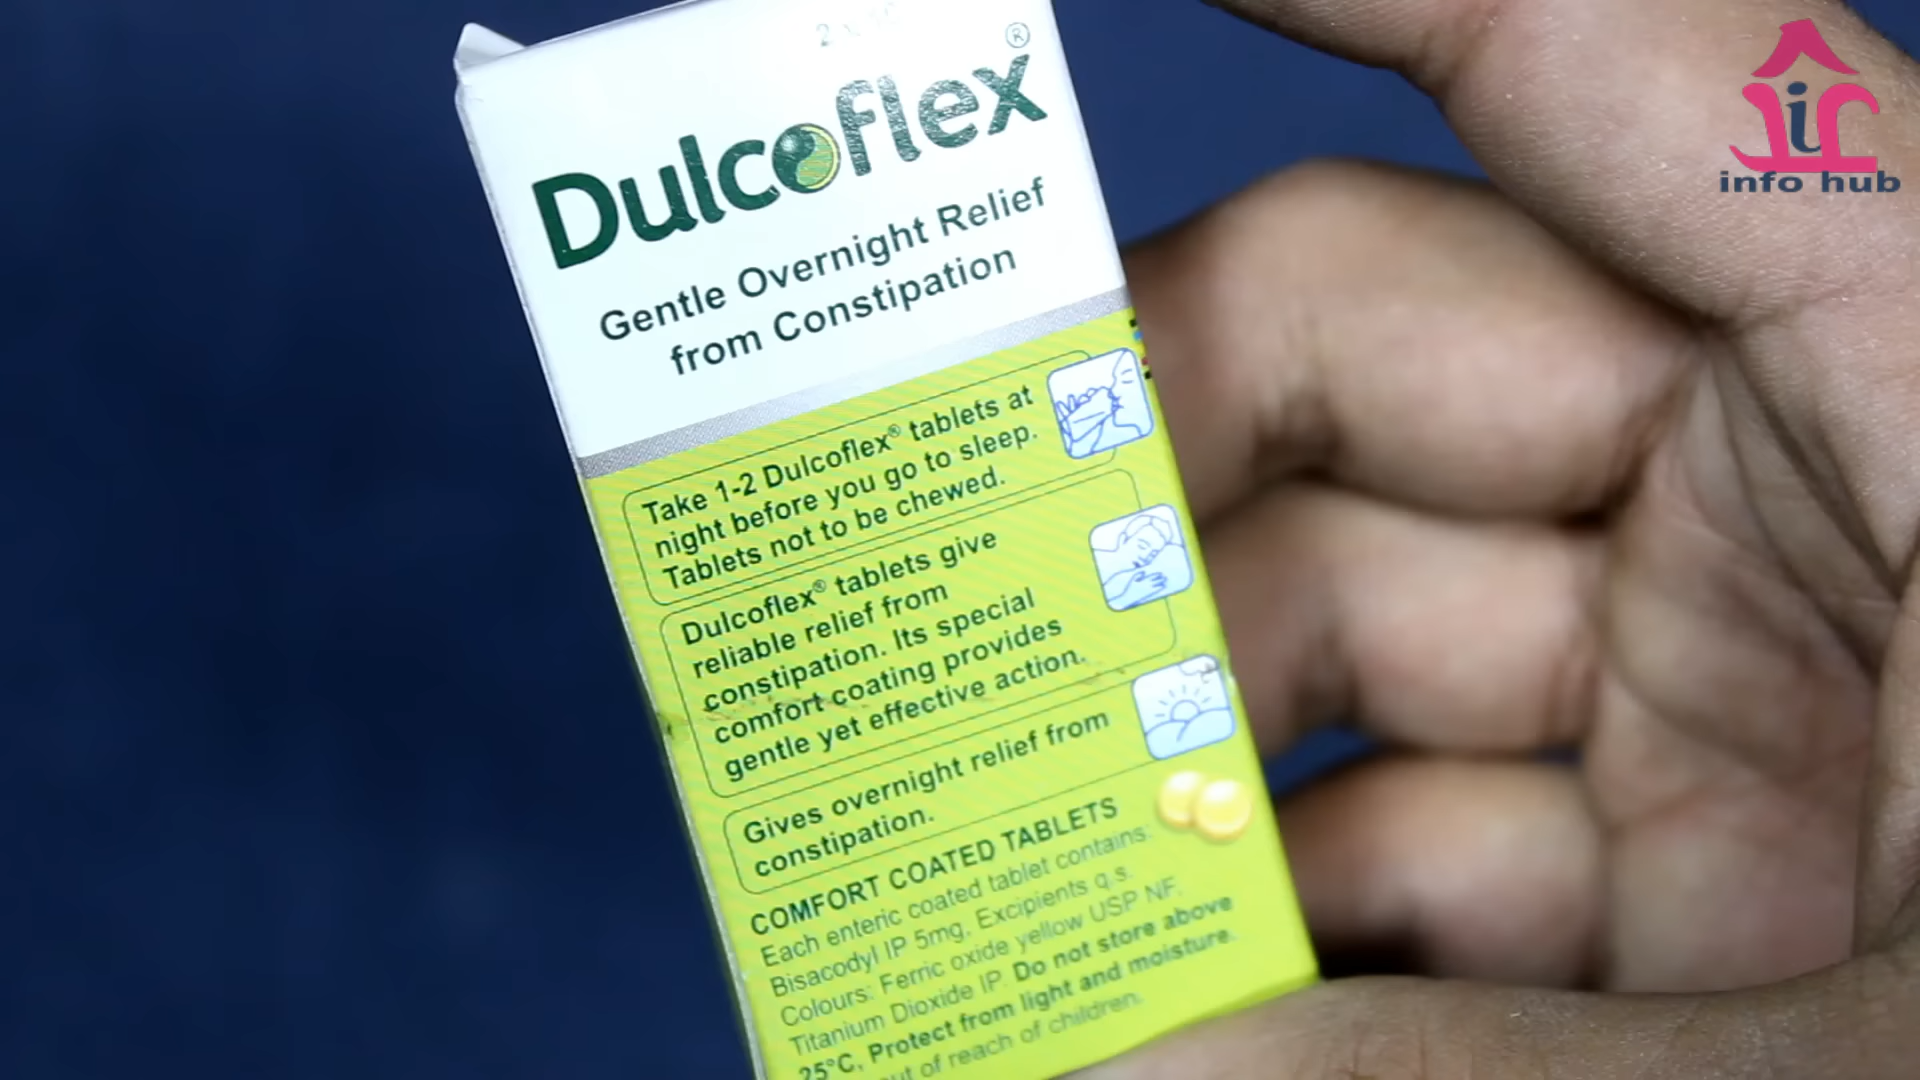 Dulcoflex®
Gentle Overnight Relief
from Constipation
Take 1-2 Dulcoflex® tablets at
night before you go to sleep.
Tablets not to be chewed.
Dulcoflex® tablets give
reliable relief from
constipation. Its special
comfort coating provides
gentle yet effective action.
Gives overnight relief from
constipation.
COMFORT COATED TABLETS
Each enteric coated tablet contains:
Bisacodyl IP 5mg, Excipients q.s.
Colours: Ferric oxide yellow USP NF,
Titanium Dioxide IP. Do not store above
25°C, Protect from light and moisture.
of reach of children.
info hub